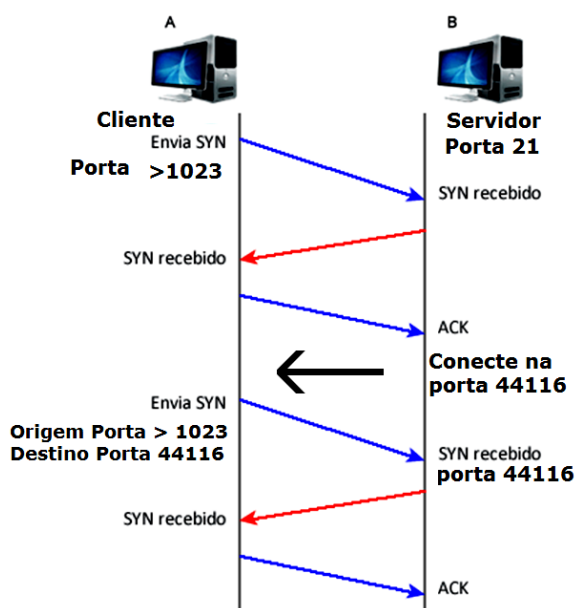 A
B
Cliente
Servidor
Porta 21
Envia SYN
Porta >1023
SYN recebido
SYN recebido
ACK
Conecte na
porta 44116
Envia SYN
Origem Porta > 1023
Destino Porta 44116
SYN recebido
porta 44116
SYN recebido
ACK